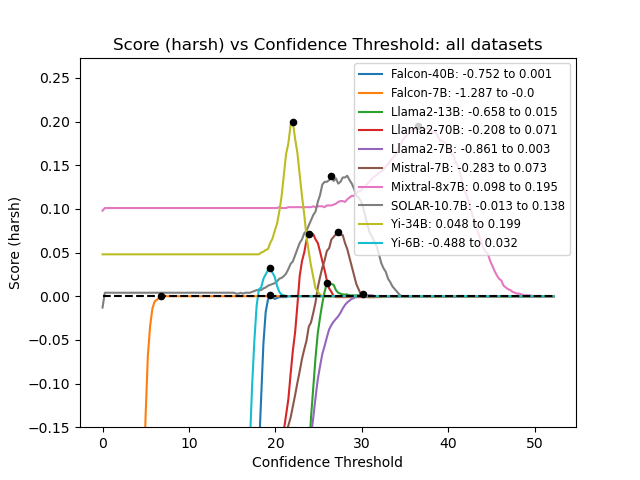 Score (harsh) vs Confidence Threshold: all datasets
Score (harsh)
0.25
0.20
0.15
0.10
0.05
0.00
−0.05
−0.10
−0.15
Falcon-40B: -0.752 to 0.001
Falcon-7B: -1.287 to -0.0
Llama2-13B: -0.658 to 0.015
Llama2-70B: -0.208 to 0.071
Llama2-7B: -0.861 to 0.003
Mistral-7B: -0.283 to 0.073
Mixtral-8x7B: 0.098 to 0.195
SOLAR-10.7B: -0.013 to 0.138
Yi-34B: 0.048 to 0.199
Yi-6B: -0.488 to 0.032
0 10 20 30 40 50
Confidence Threshold